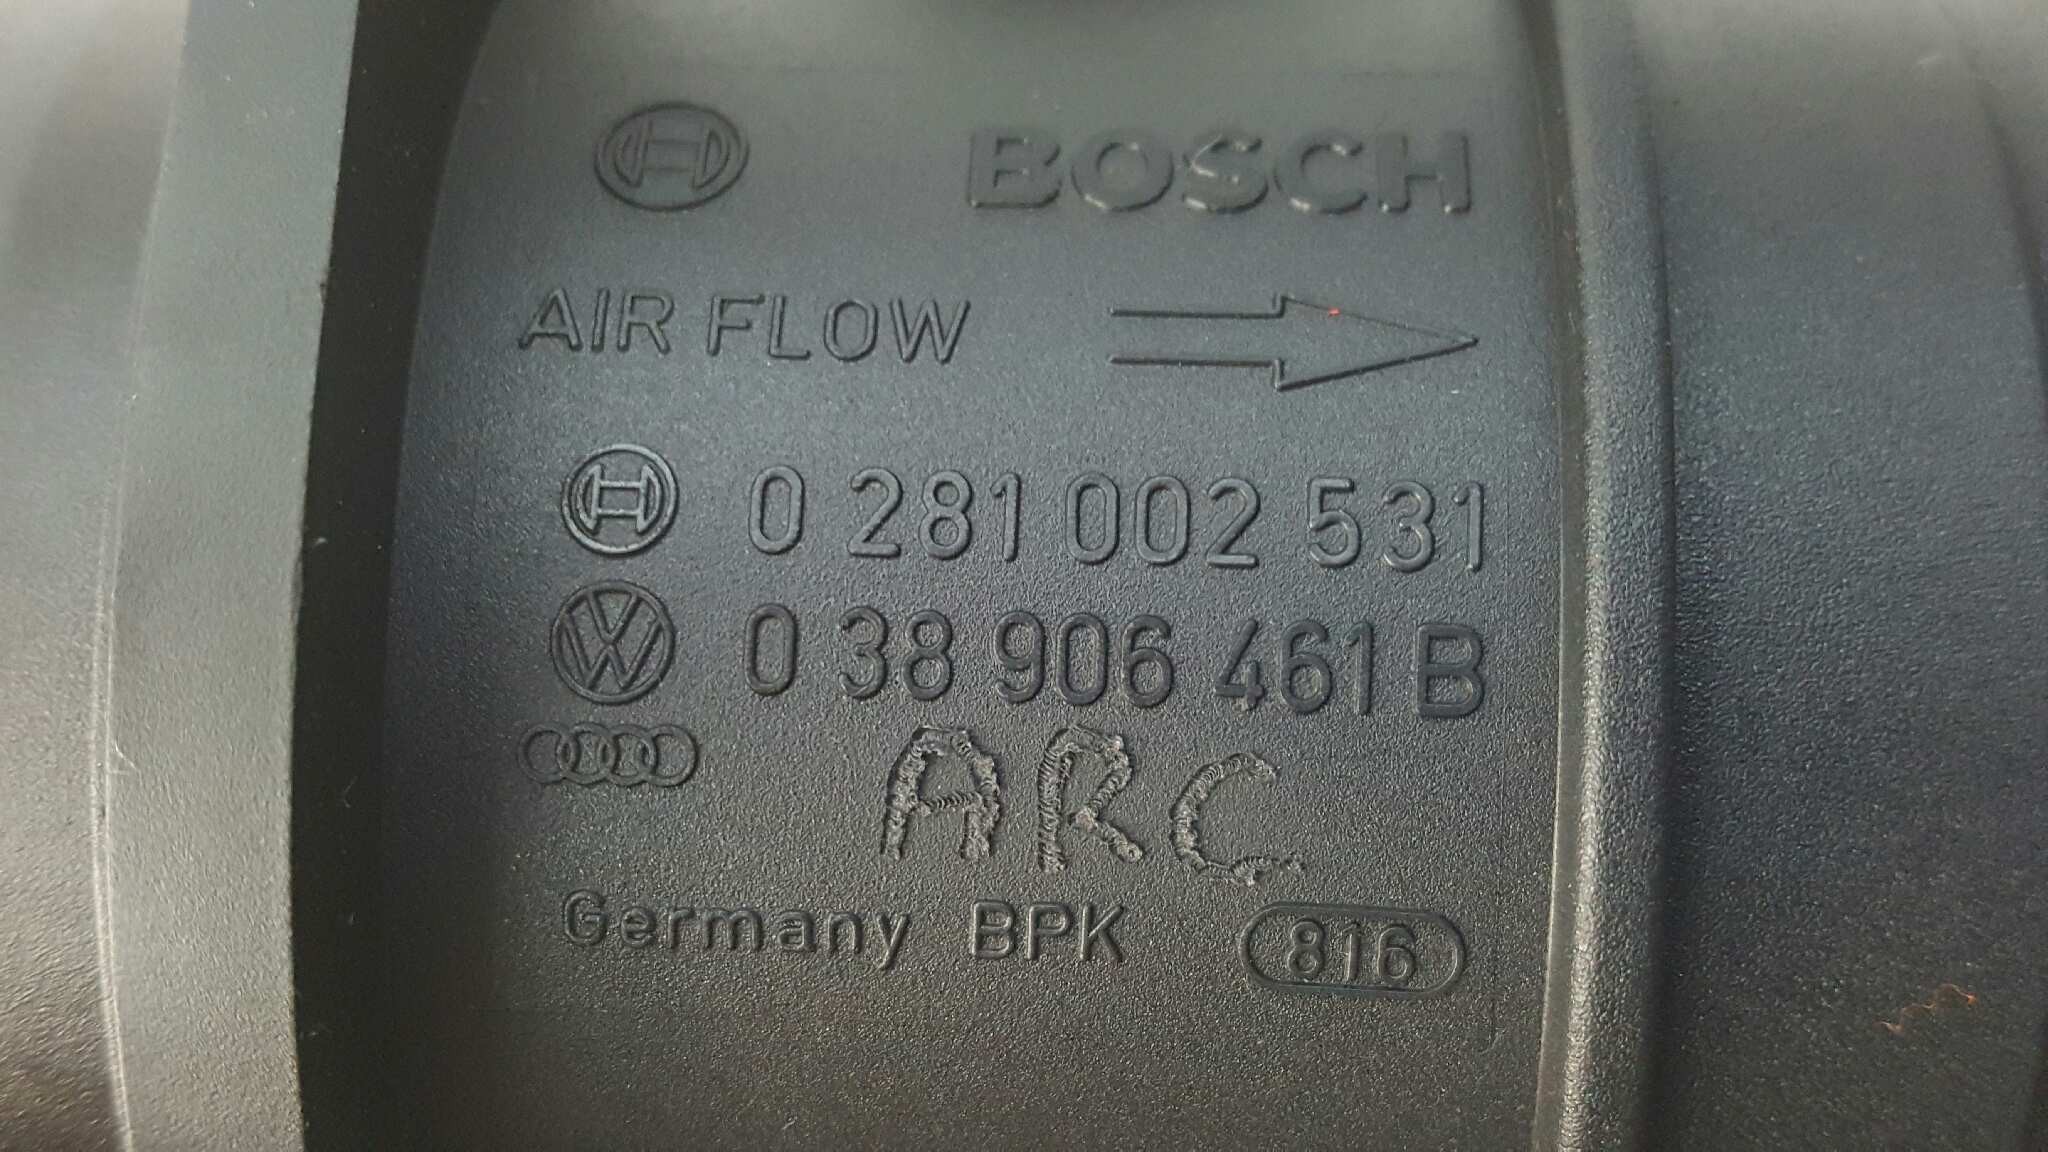 BOSCH
AIR FLOW
0 281 002 531
0 38 906 461 B
ARC
Germany BPK 816